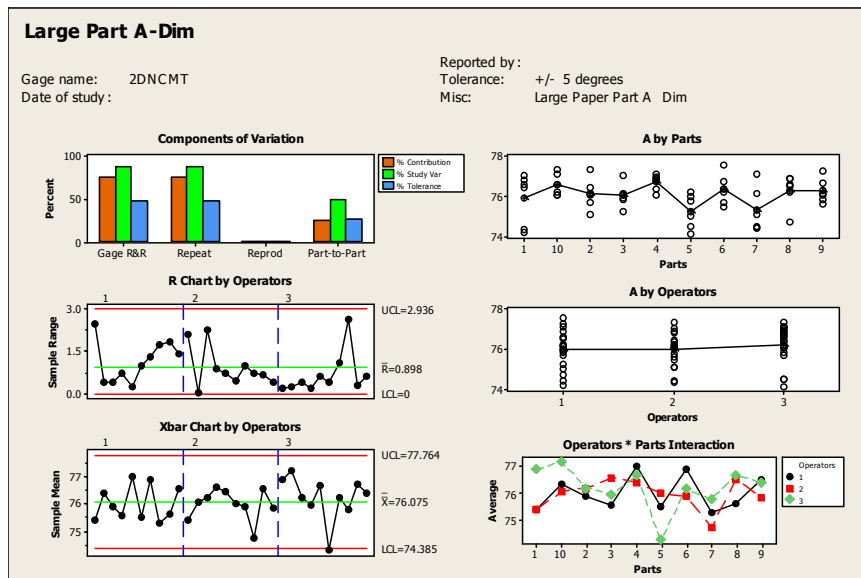 Large Part A-Dim
Gage name: 2DNCMT
Date of study:
Reported by:
Tolerance: +/- 5 degrees
Misc: Large Paper Part A Dim
Components of Variation
Percent
100
50
0
Gage R&R Repeat Reprod Part-to-Part
% Contribution
% Study Var
% Tolerance
A by Parts
78
76
74
1 10 2 3 4 5 6 7 8 9
Parts
R Chart by Operators
1 2 3
Sample Range
3.0
1.5
0.0
UCL=2.936
R̅=0.898
LCL=0
A by Operators
78
76
74
1 2 3
Operators
Xbar Chart by Operators
1 2 3
Sample Mean
77
76
75
UCL=77.764
X̿=76.075
LCL=74.385
Operators * Parts Interaction
Average
77
76
75
1 10 2 3 4 5 6 7 8 9
Parts
Operators
1
2
3